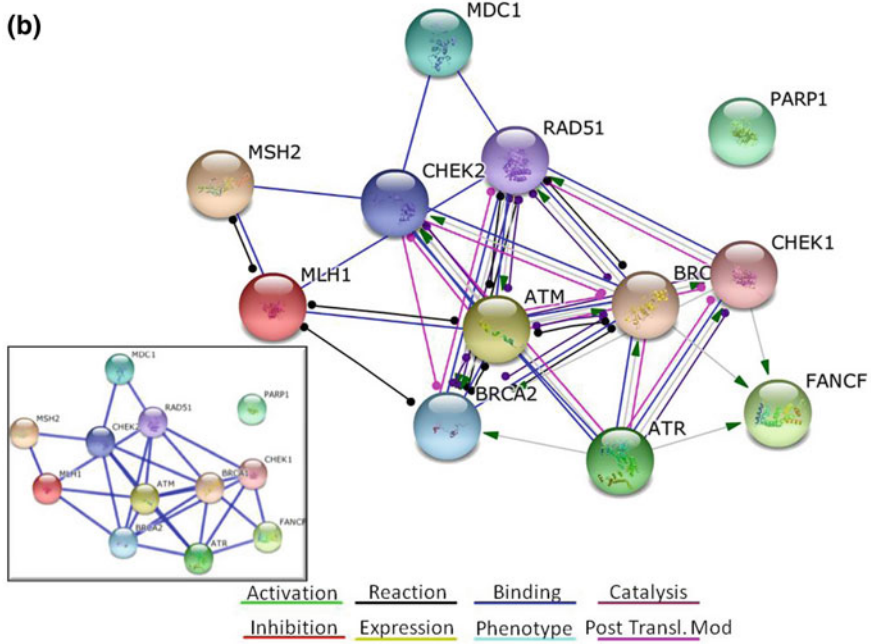 (b)
MDC1
PARP1
RAD51
MSH2
CHEK2
CHEK1
MLH1
ATM
BRC
FANCF
BRCA2
ATR
MDC1
PARP1
MSH2
RAD51
CHEK2
CHEK1
MLH1
ATM
BRCA1
FANCF
BRCA2
ATR
Activation Reaction Binding Catalysis
Inhibition Expression Phenotype Post Transl.Mod